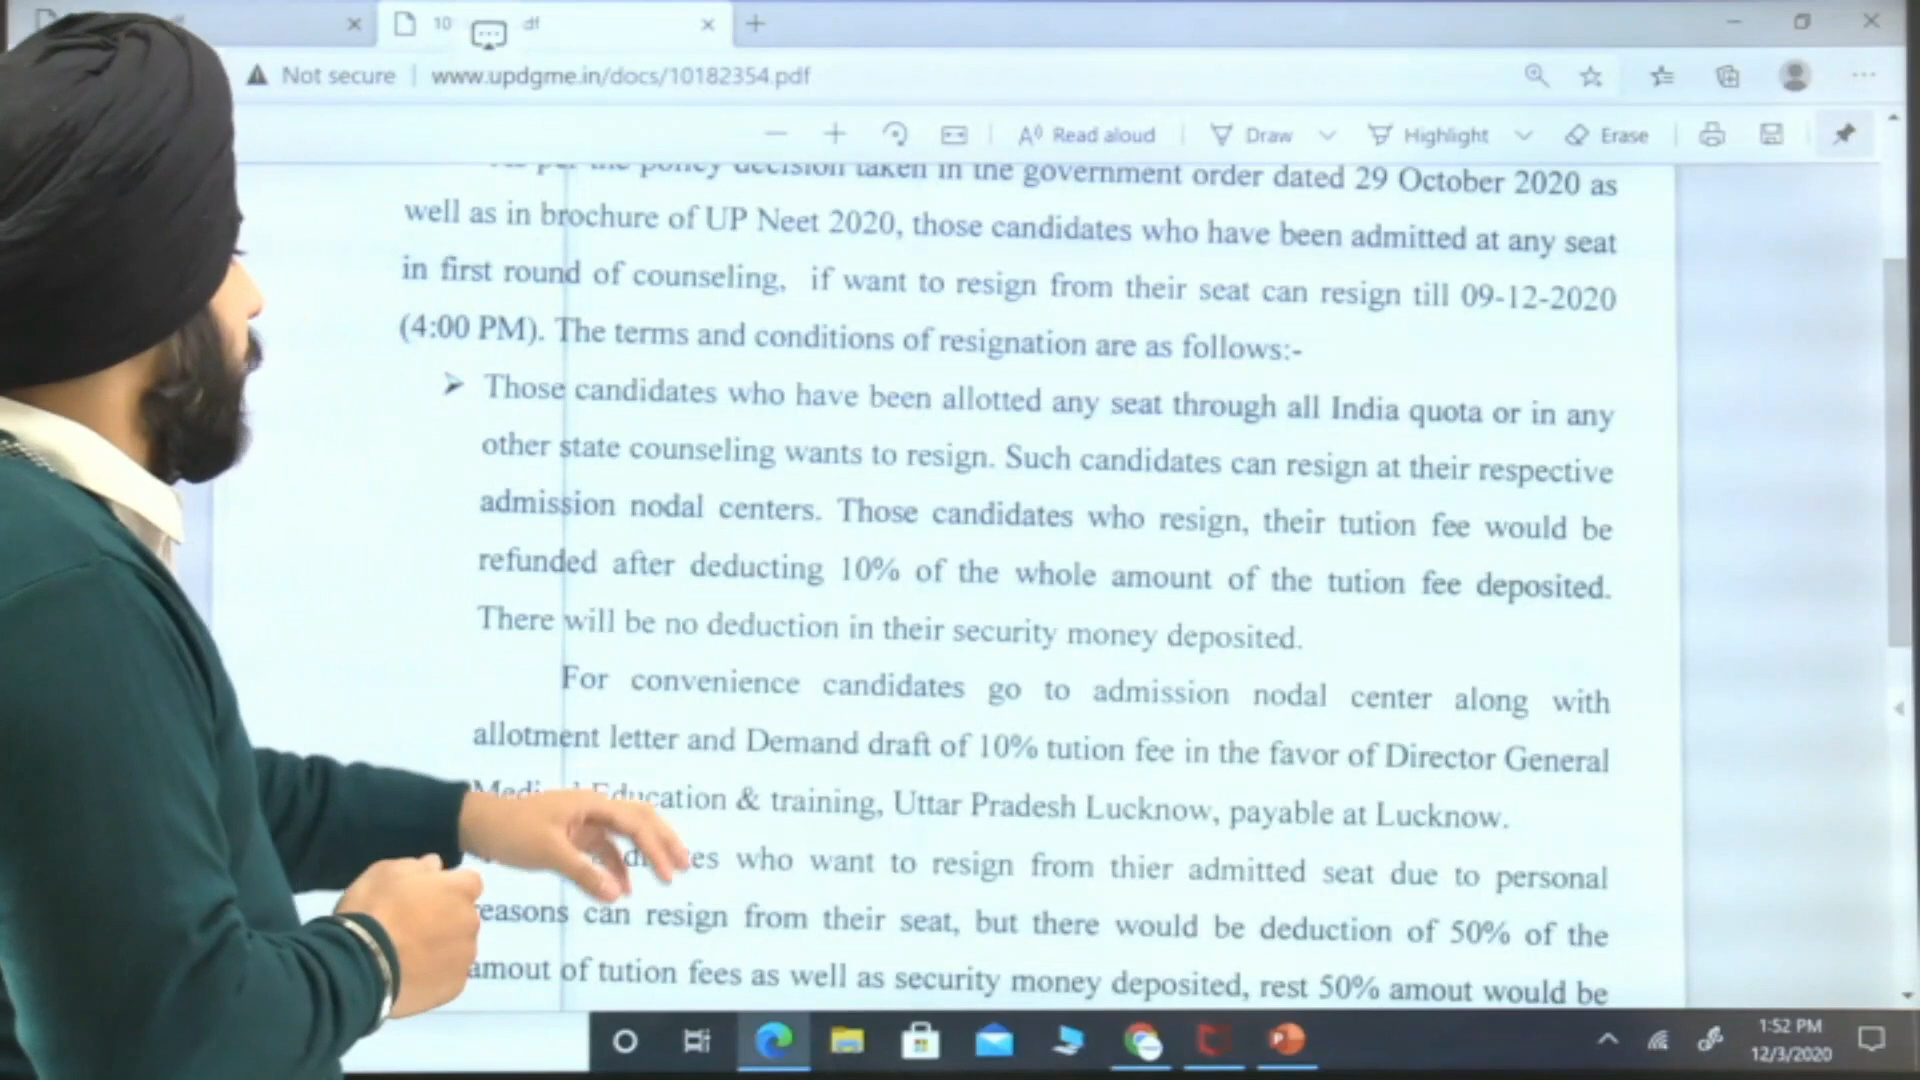 10
df
Not secure
www.updgme.in/docs/10182354.pdf
Read aloud
Draw
Highlight
Erase
policy decision taken in the government order dated 29 October 2020 as
well as in brochure of UP Neet 2020, those candidates who have been admitted at any seat
in first round of counseling, if want to resign from their seat can resign till 09-12-2020
(4:00 PM). The terms and conditions of resignation are as follows:-
➤ Those candidates who have been allotted any seat through all India quota or in any
other state counseling wants to resign. Such candidates can resign at their respective
admission nodal centers. Those candidates who resign, their tution fee would be
refunded after deducting 10% of the whole amount of the tution fee deposited.
There will be no deduction in their security money deposited.
For convenience candidates go to admission nodal center along with
allotment letter and Demand draft of 10% tution fee in the favor of Director General
Education & training, Uttar Pradesh Lucknow, payable at Lucknow.
who want to resign from thier admitted seat due to personal
easons can resign from their seat, but there would be deduction of 50% of the
amout of tution fees as well as security money deposited, rest 50% amout would be
1:52 PM
12/3/2020